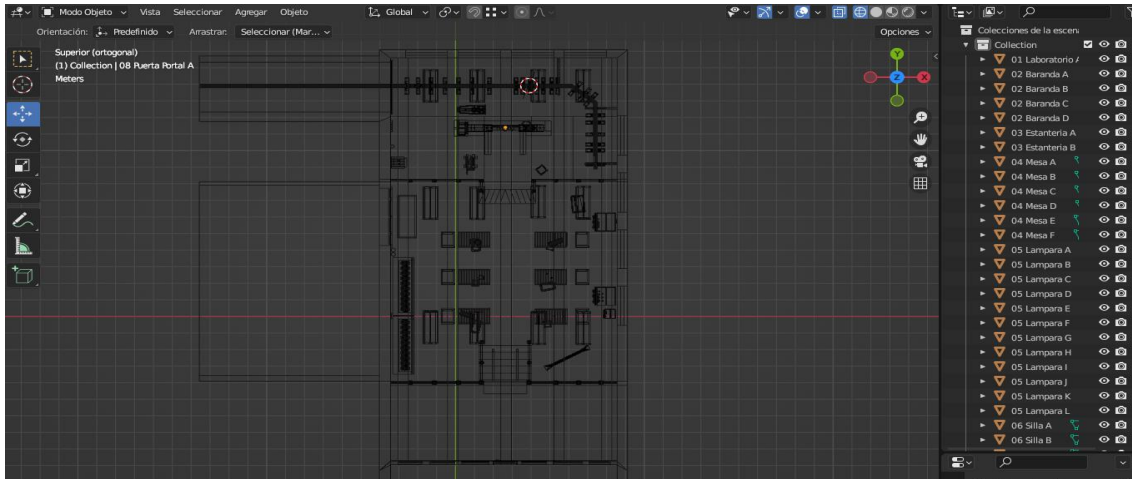 Modo Objeto Vista Seleccionar Agregar Objeto Global
Orientación: Predefinido Arrastrar: Seleccionar (Mar... Opciones
Superior (ortogonal)
(1) Collection | 08 Puerta Portal A
Meters
Y
Z
X
Colecciones de la escena
Collection
01 Laboratorio A
02 Baranda A
02 Baranda B
02 Baranda C
02 Baranda D
03 Estanteria A
03 Estanteria B
04 Mesa A
04 Mesa B
04 Mesa C
04 Mesa D
04 Mesa E
04 Mesa F
05 Lampara A
05 Lampara B
05 Lampara C
05 Lampara D
05 Lampara E
05 Lampara F
05 Lampara G
05 Lampara H
05 Lampara I
05 Lampara J
05 Lampara K
05 Lampara L
06 Silla A
06 Silla B